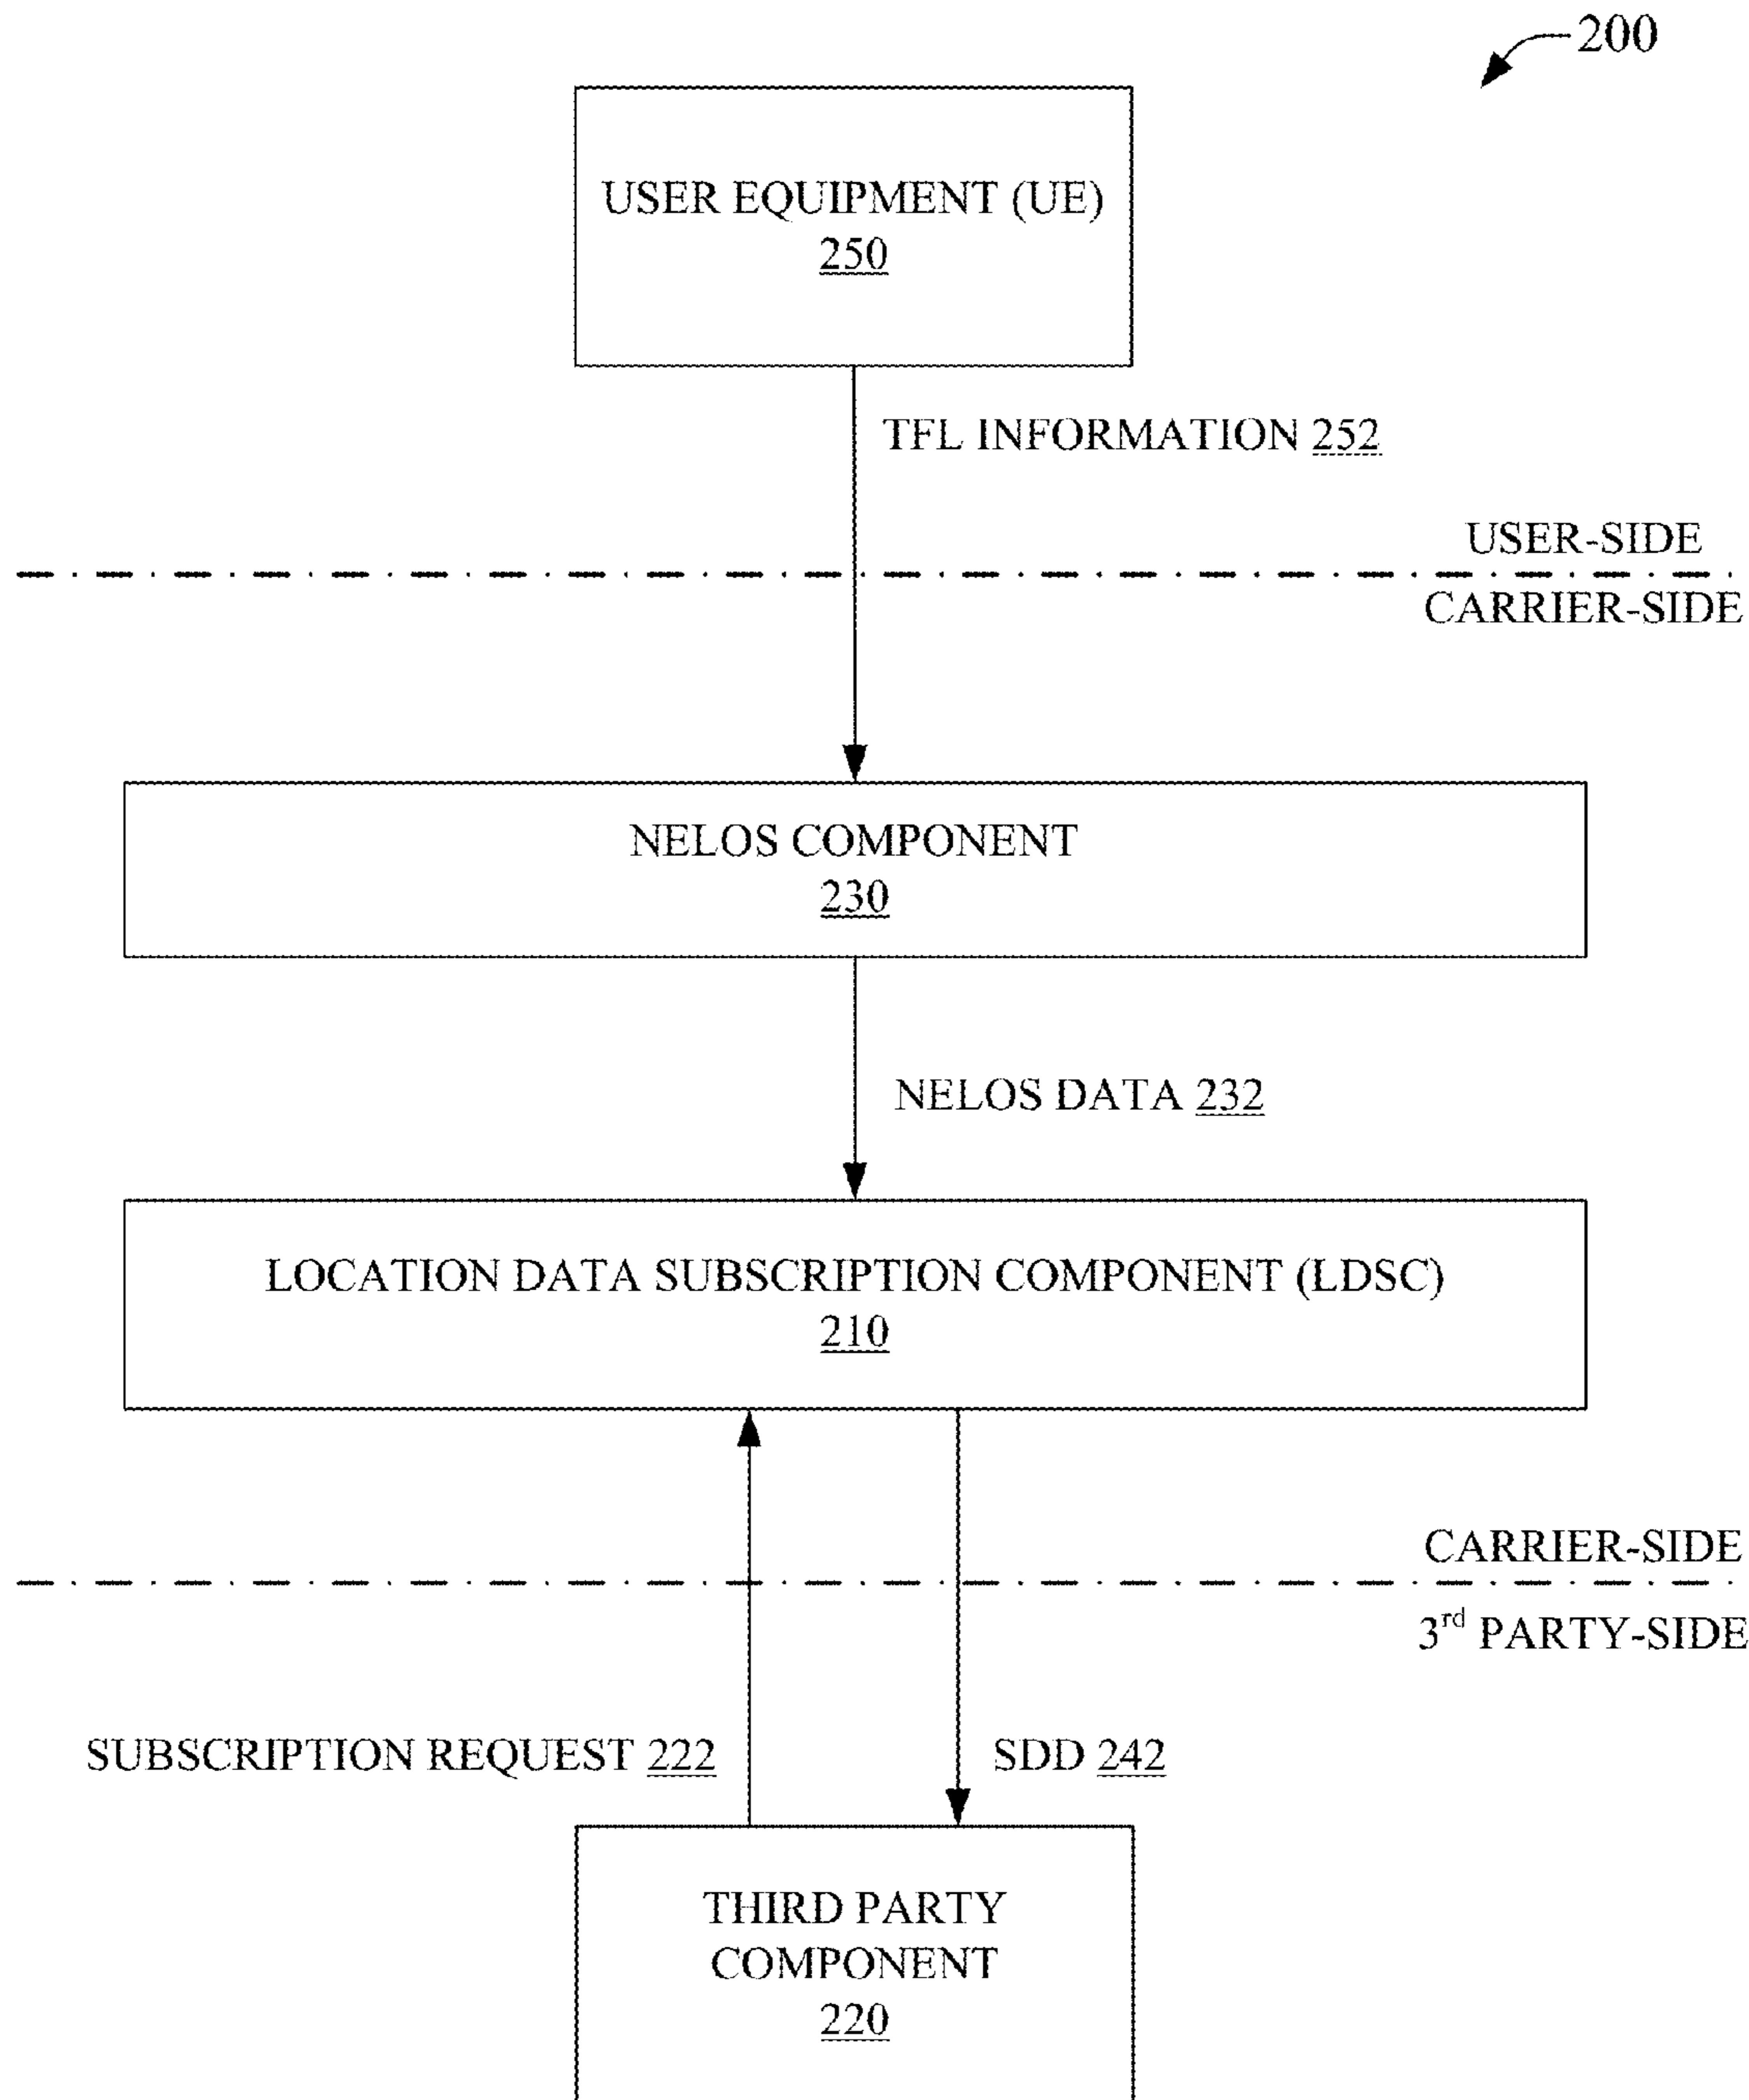 200
USER EQUIPMENT (UE)
250
TFL INFORMATION 252
USER-SIDE
CARRIER-SIDE
NELOS COMPONENT
230
NELOS DATA 232
LOCATION DATA SUBSCRIPTION COMPONENT (LDSC)
210
CARRIER-SIDE
3rd PARTY-SIDE
SUBSCRIPTION REQUEST 222
SDD 242
THIRD PARTY
COMPONENT
220